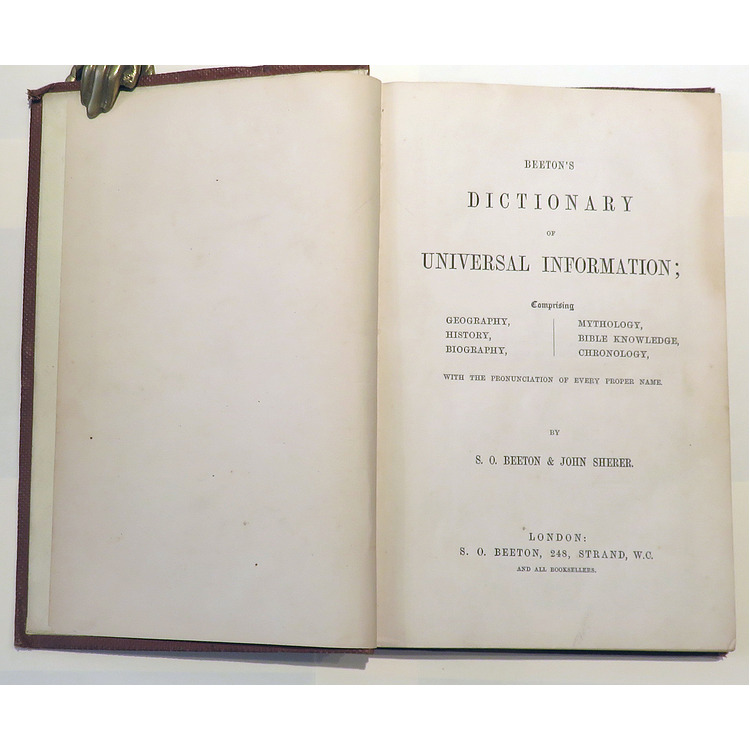 BEETON'S
DICTIONARY
OF
UNIVERSAL INFORMATION;
Comprising
GEOGRAPHY,
HISTORY,
BIOGRAPHY,
MYTHOLOGY,
BIBLE KNOWLEDGE,
CHRONOLOGY,
WITH THE PRONUNCIATION OF EVERY PROPER NAME.
BY
S. O. BEETON & JOHN SHERER.
LONDON:
S. O. BEETON, 248, STRAND, W.C.
AND ALL BOOKSELLERS.